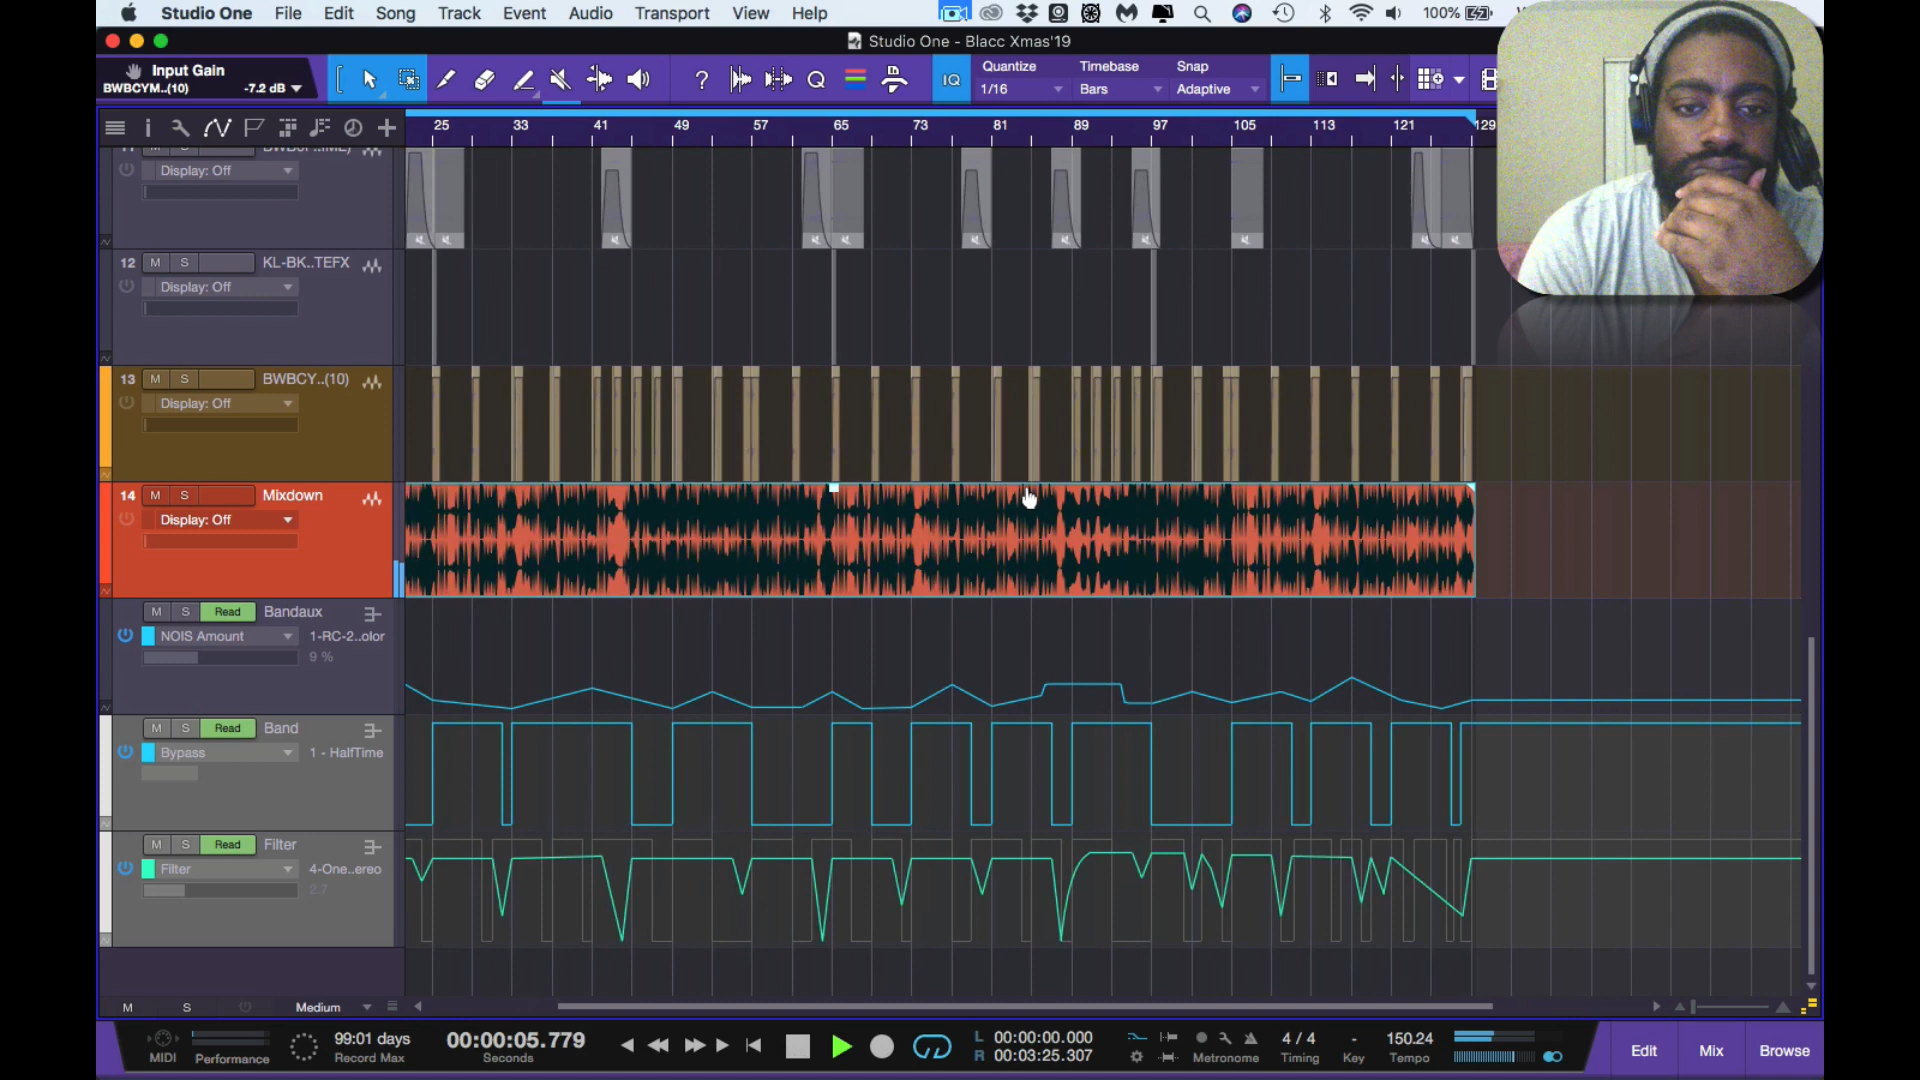 Studio One File Edit Song Track Event Audio Transport View Help 100%
Studio One - Blacc Xmas'19
Input Gain
BWBCYM..(10) -7.2 dB
IQ
Quantize Timebase Snap
1/16 Bars Adaptive
25 33 41 49 57 65 73 81 89 97 105 113 121 129
Display: Off
12 M S KL-BK..TEFX
Display: Off
13 M S BWBCY..(10)
Display: Off
14 M S Mixdown
Display: Off
M S Read Bandaux
NOIS Amount 1-RC-2..olor
9 %
M S Read Band
Bypass 1 - HalfTime
M S Read Filter
Filter 4-One..ereo
2.7
M S Medium
MIDI Performance
99:01 days
Record Max
00:00:05.779
Seconds
L 00:00:00.000
R 00:03:25.307
Metronome
4 / 4
Timing
-
Key
150.24
Tempo
Edit Mix Browse